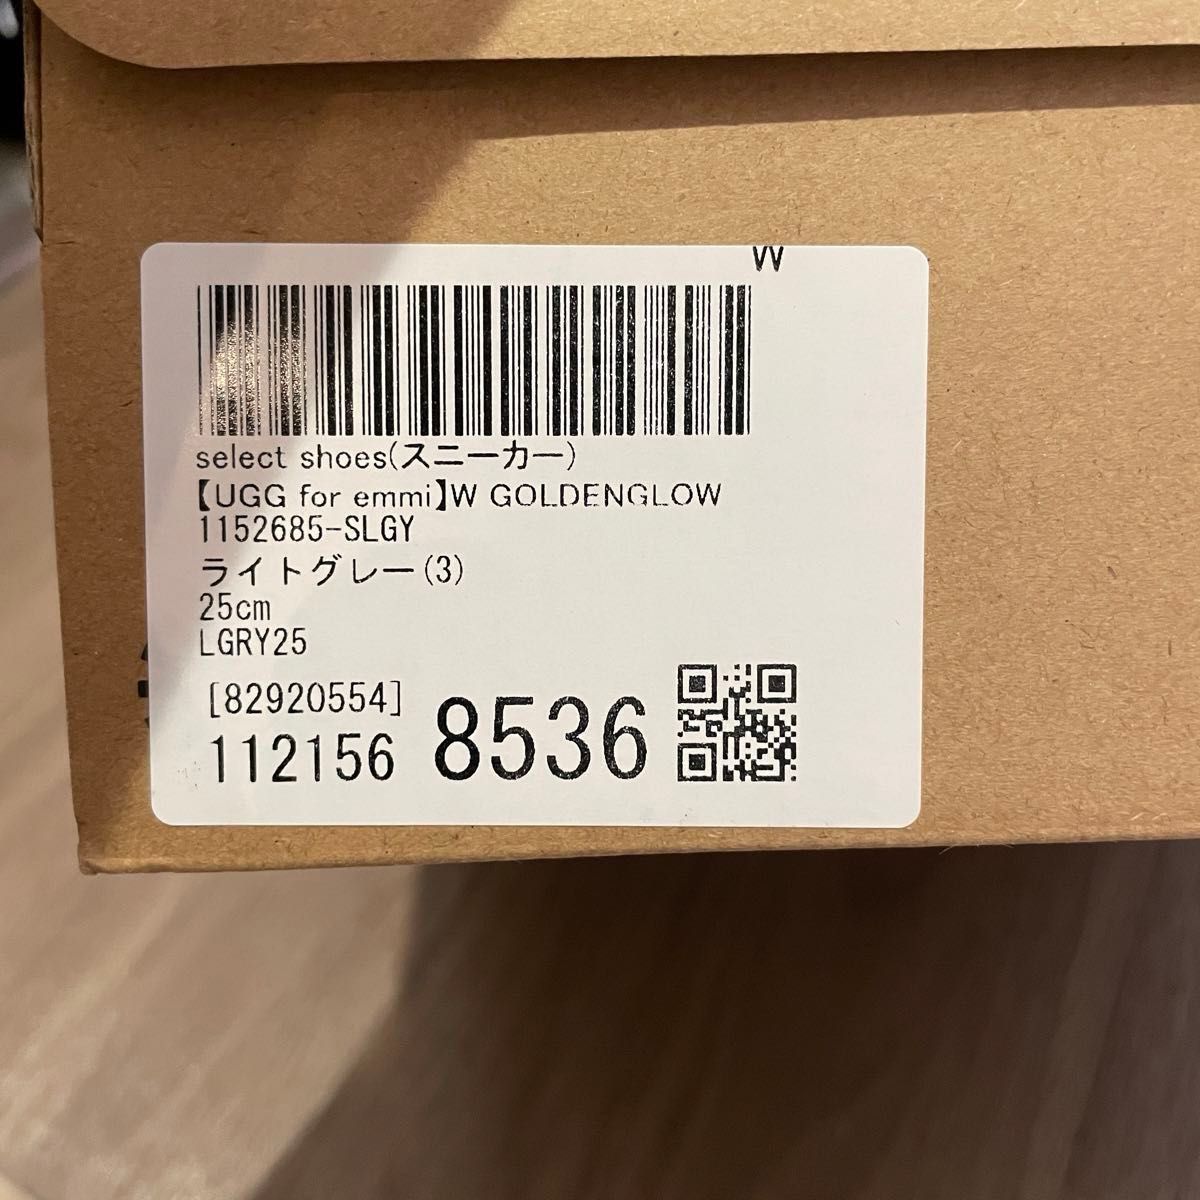 W
select shoes(スニーカー)
【UGG for emmi】W GOLDENGLOW
1152685-SLGY
ライトグレー(3)
25cm
LGRY25
[82920554]
112156 8536